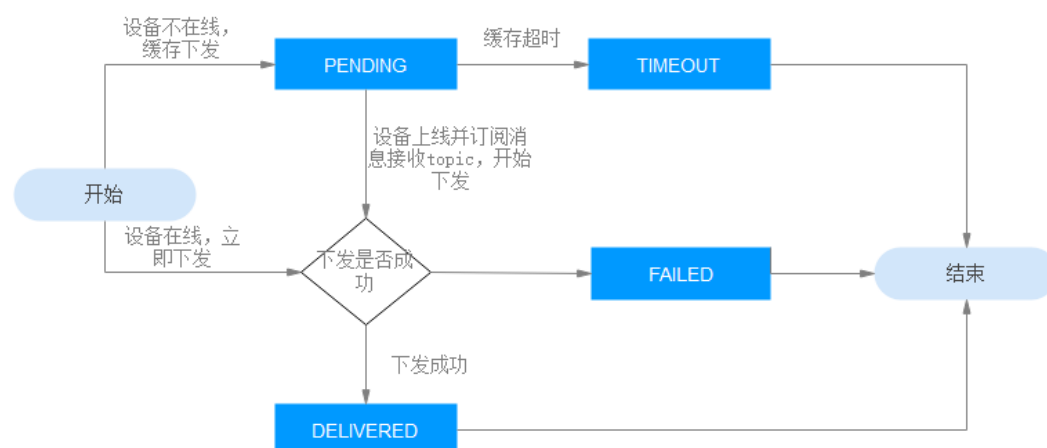 设备不在线，
缓存下发
PENDING
缓存超时
TIMEOUT
设备上线并订阅消
息接收topic，开始
下发
开始
设备在线，立
即下发
下发是否成
功
FAILED
结束
下发成功
DELIVERED